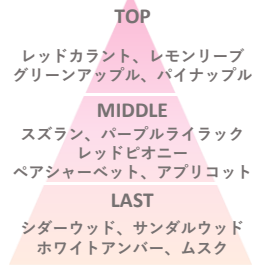 TOP
レッドカラント、レモンリーブ
グリーンアップル、パイナップル
MIDDLE
スズラン、パープルライラック
レッドピオニー
ペアシャーベット、アプリコット
LAST
シダーウッド、サンダルウッド
ホワイトアンバー、ムスク